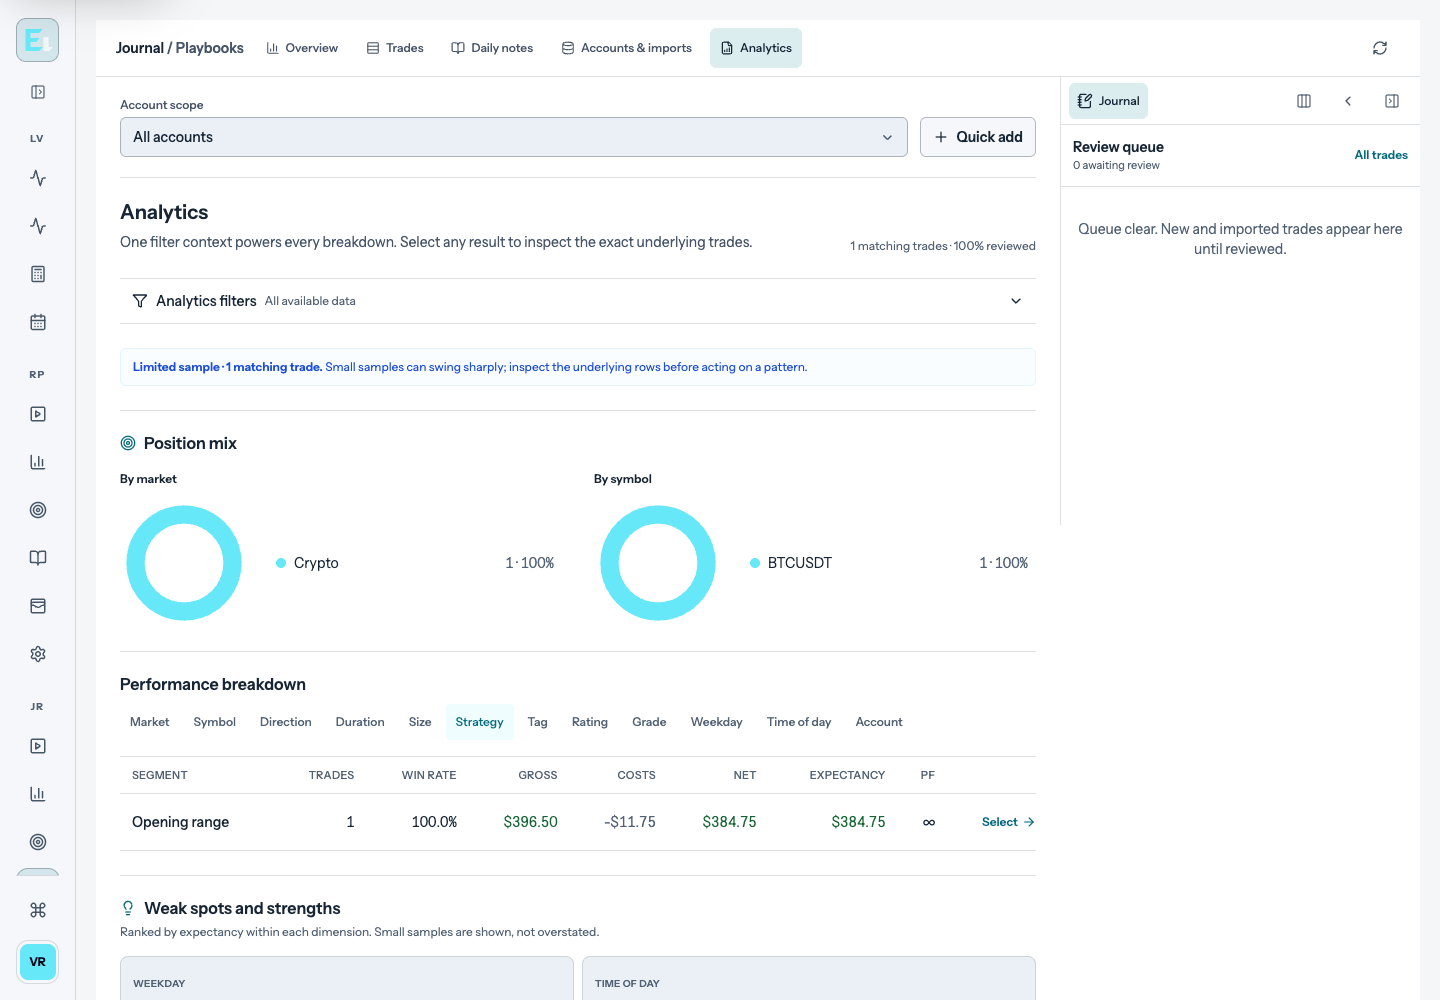 EL
LV
RP
JR
VR
Journal / Playbooks
Overview
Trades
Daily notes
Accounts & imports
Analytics
Account scope
All accounts
Quick add
Analytics
One filter context powers every breakdown. Select any result to inspect the exact underlying trades.
1 matching trades · 100% reviewed
Analytics filters All available data
Limited sample · 1 matching trade. Small samples can swing sharply; inspect the underlying rows before acting on a pattern.
Position mix
By market
Crypto 1 · 100%
By symbol
BTCUSDT 1 · 100%
Performance breakdown
Market Symbol Direction Duration Size Strategy Tag Rating Grade Weekday Time of day Account
SEGMENT TRADES WIN RATE GROSS COSTS NET EXPECTANCY PF
Opening range 1 100.0% $396.50 -$11.75 $384.75 $384.75 ∞ Select →
Weak spots and strengths
Ranked by expectancy within each dimension. Small samples are shown, not overstated.
WEEKDAY
TIME OF DAY
Journal
Review queue
0 awaiting review
All trades
Queue clear. New and imported trades appear here
until reviewed.